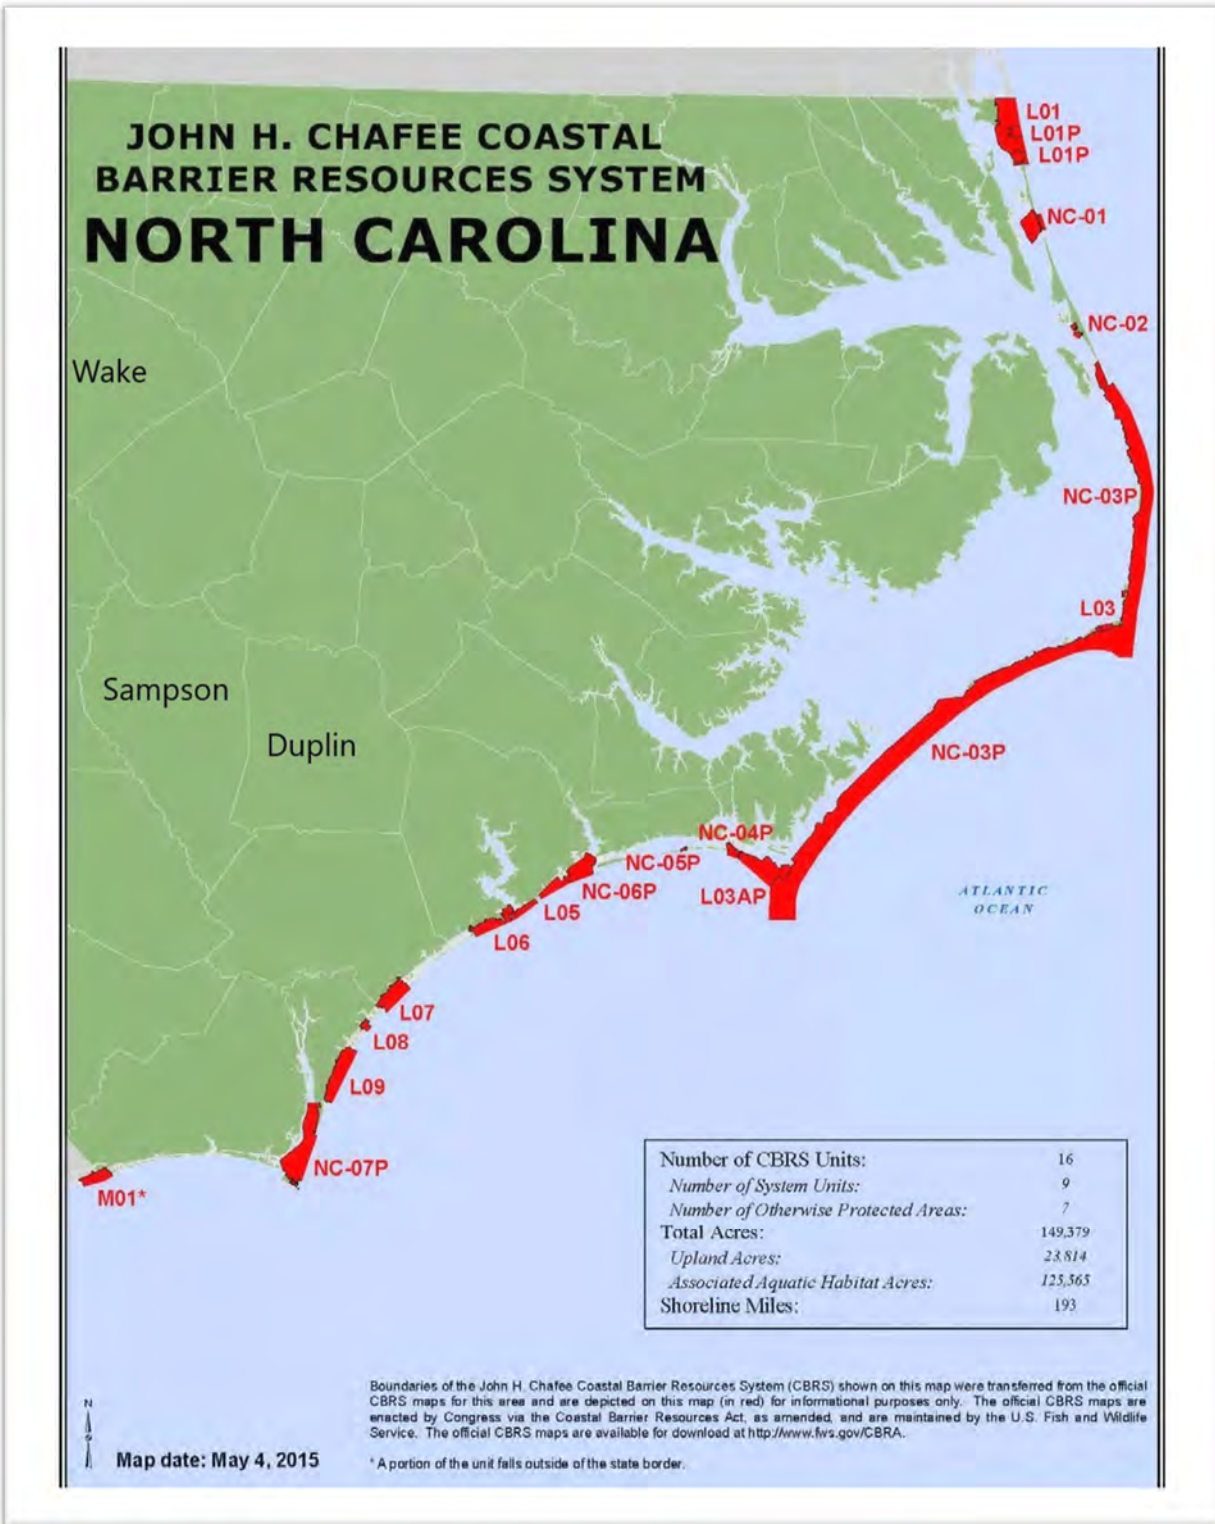 JOHN H. CHAFEE COASTAL
BARRIER RESOURCES SYSTEM
NORTH CAROLINA
L01
L01P
L01P
NC-01
NC-02
Wake
NC-03P
L03
Sampson
Duplin
NC-03P
NC-04P
NC-05P
NC-06P
L03AP
ATLANTIC
OCEAN
L05
L06
L07
L08
L09
NC-07P
M01*
Number of CBRS Units: 16
Number of System Units: 9
Number of Otherwise Protected Areas: 7
Total Acres: 149,379
Upland Acres: 23,814
Associated Aquatic Habitat Acres: 125,565
Shoreline Miles: 193
Boundaries of the John H. Chafee Coastal Barrier Resources System (CBRS) shown on this map were transferred from the official
CBRS maps for this area and are depicted on this map (in red) for informational purposes only. The official CBRS maps are
enacted by Congress via the Coastal Barrier Resources Act, as amended, and are maintained by the U.S. Fish and Wildlife
Service. The official CBRS maps are available for download at http://www.fws.gov/CBRA.
N
Map date: May 4, 2015
* A portion of the unit falls outside of the state border.